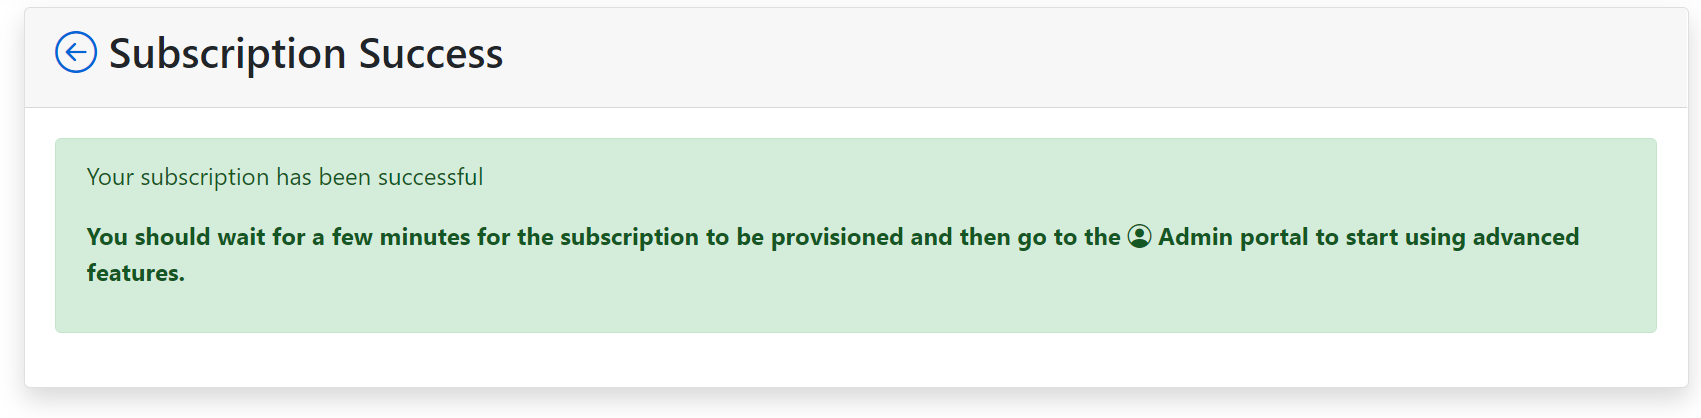 Subscription Success
Your subscription has been successful
You should wait for a few minutes for the subscription to be provisioned and then go to the Admin portal to start using advanced
features.